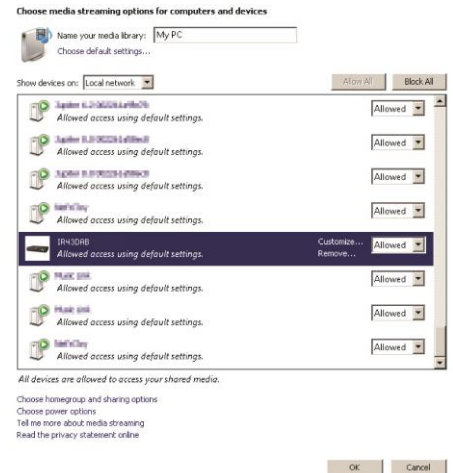 Choose media streaming options for computers and devices
Name your media library: My PC
Choose default settings...
Show devices on: Local network
Allow All Block All
Allowed
Allowed access using default settings.
Allowed
Allowed access using default settings.
Allowed
Allowed access using default settings.
Allowed
Allowed access using default settings.
IR430AB Customize... Allowed
Allowed access using default settings. Remove...
Allowed
Allowed access using default settings.
Allowed
Allowed access using default settings.
Allowed
Allowed access using default settings.
All devices are allowed to access your shared media.
Choose homegroup and sharing options
Choose power options
Tell me more about media streaming
Read the privacy statement online
OK Cancel